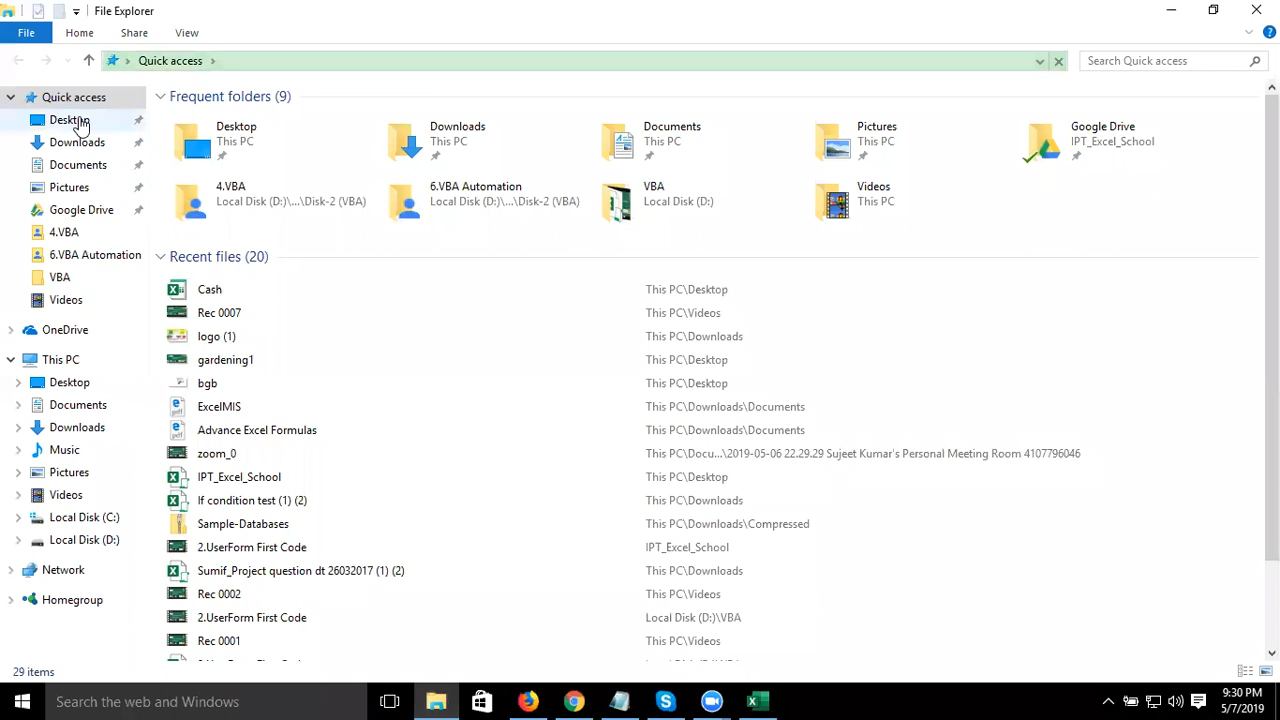 File Explorer
File Home Share View
Quick access
Search Quick access
Quick access
Desktop
Downloads
Documents
Pictures
Google Drive
4.VBA
6.VBA Automation
VBA
Videos
OneDrive
This PC
Desktop
Documents
Downloads
Music
Pictures
Videos
Local Disk (C:)
Local Disk (D:)
Network
Homegroup
Frequent folders (9)
Desktop
This PC
Downloads
This PC
Documents
This PC
Pictures
This PC
Google Drive
IPT_Excel_School
4.VBA
Local Disk (D:)\...\Disk-2 (VBA)
6.VBA Automation
Local Disk (D:)\...\Disk-2 (VBA)
VBA
Local Disk (D:)
Videos
This PC
Recent files (20)
Cash This PC\Desktop
Rec 0007 This PC\Videos
logo (1) This PC\Downloads
gardening1 This PC\Desktop
bgb This PC\Desktop
ExcelMIS This PC\Downloads\Documents
Advance Excel Formulas This PC\Downloads\Documents
zoom_0 This PC\Docu...\2019-05-06 22.29.29 Sujeet Kumar's Personal Meeting Room 4107796046
IPT_Excel_School This PC\Desktop
If condition test (1) (2) This PC\Downloads
Sample-Databases This PC\Downloads\Compressed
2.UserForm First Code IPT_Excel_School
Sumif_Project question dt 26032017 (1) (2) This PC\Downloads
Rec 0002 This PC\Videos
2.UserForm First Code Local Disk (D:)\VBA
Rec 0001 This PC\Videos
29 items
Search the web and Windows
9:30 PM
5/7/2019